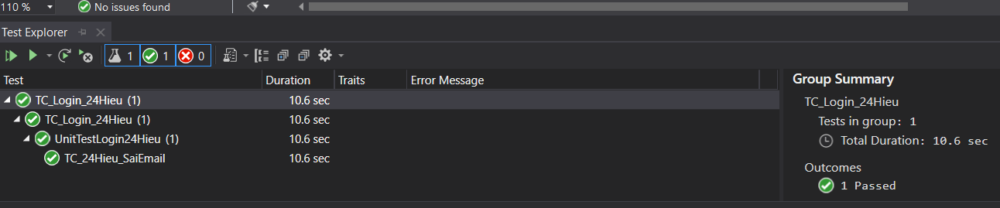 110 %
No issues found
Test Explorer
1
1
0
Test Duration Traits Error Message
TC_Login_24Hieu (1) 10.6 sec
TC_Login_24Hieu (1) 10.6 sec
UnitTestLogin24Hieu (1) 10.6 sec
TC_24Hieu_SaiEmail 10.6 sec
Group Summary
TC_Login_24Hieu
Tests in group: 1
Total Duration: 10.6 sec
Outcomes
1 Passed